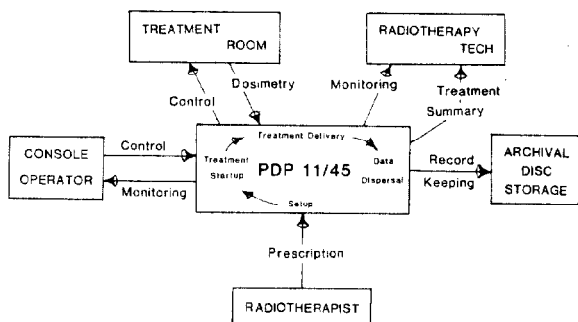 TREATMENT
ROOM
RADIOTHERAPY
TECH
Control
Dosimetry
Monitoring
Treatment
Summary
CONSOLE
OPERATOR
Control
Monitoring
Treatment Delivery
Treatment
Startup
PDP 11/45
Data
Dispersal
Setup
Record
Keeping
ARCHIVAL
DISC
STORAGE
Prescription
RADIOTHERAPIST